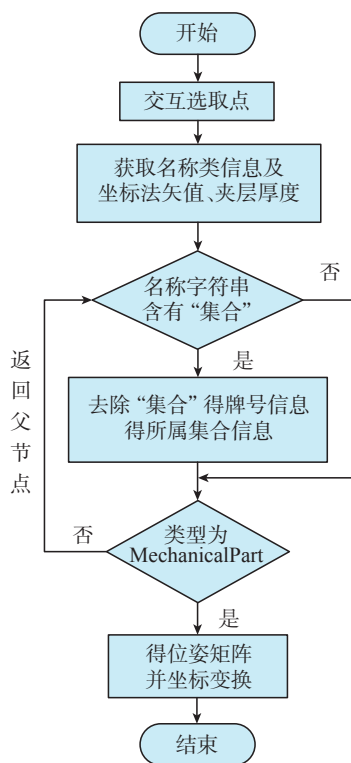 开始
交互选取点
获取名称类信息及
坐标法矢值、夹层厚度
名称字符串
含有“集合”
否
是
去除“集合”得牌号信息
得所属集合信息
返
回
父
节
点
类型为
MechanicalPart
否
是
得位姿矩阵
并坐标变换
结束